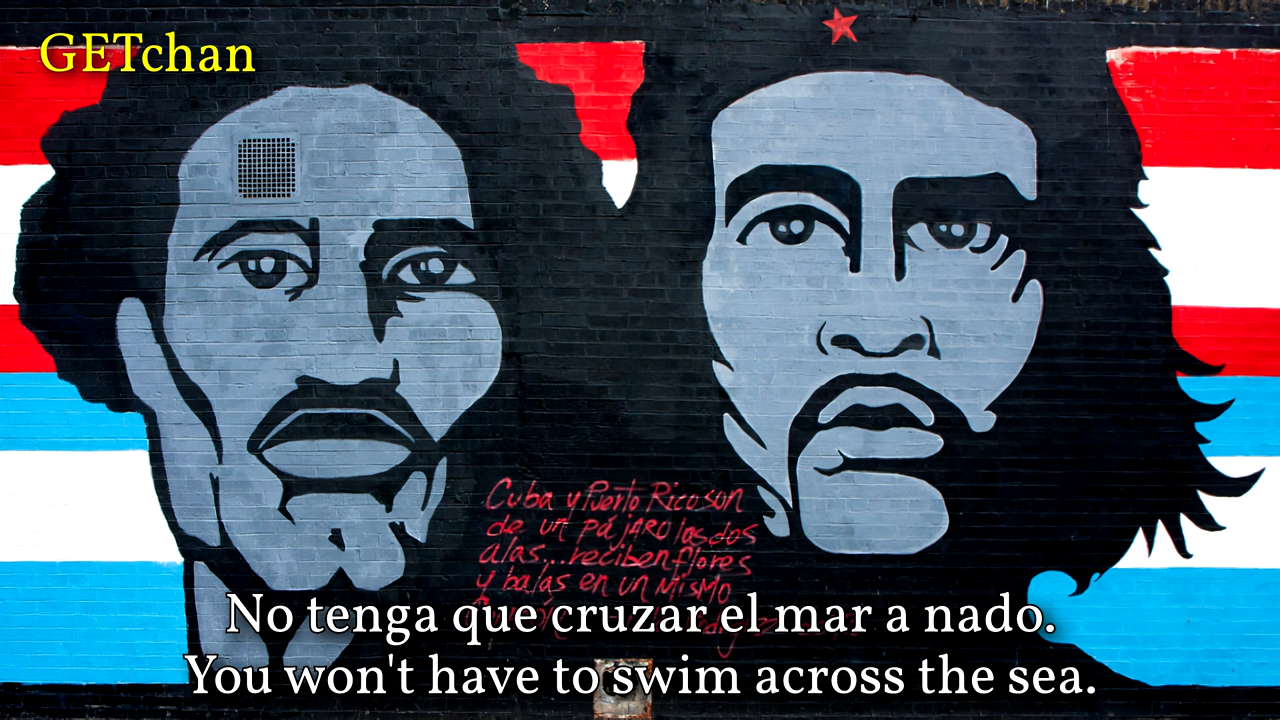 GETchan
Cuba y Puerto Rico son
de un pájaro las dos
alas...reciben flores
y balas en un mismo
No tenga que cruzar el mar a nado.
You won't have to swim across the sea.